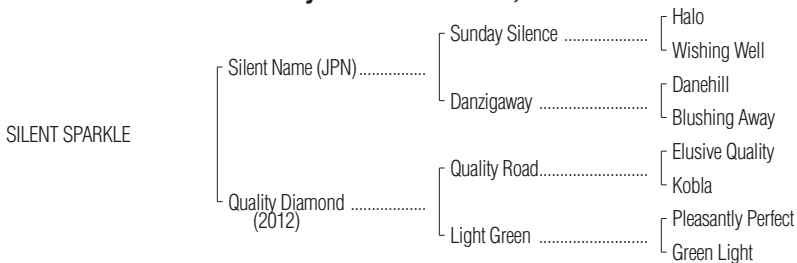 Halo
Sunday Silence ....................
Wishing Well
Silent Name (JPN)................
Danehill
Danzigaway ..........................
Blushing Away
SILENT SPARKLE
Elusive Quality
Quality Road..........................
Kobla
Quality Diamond ..................
(2012)
Pleasantly Perfect
Light Green ..........................
Green Light